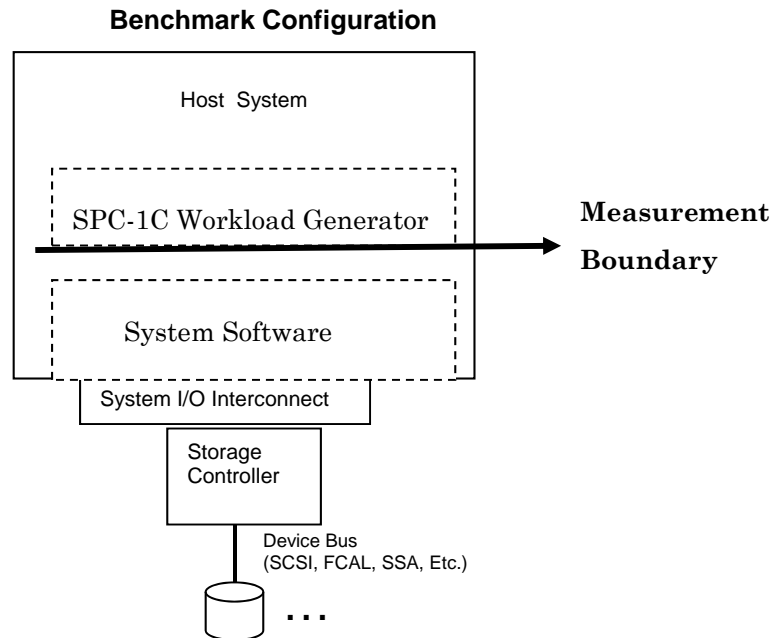 Benchmark Configuration
Host System
SPC-1C Workload Generator
Measurement
Boundary
System Software
System I/O Interconnect
Storage
Controller
Device Bus
(SCSI, FCAL, SSA, Etc.)
...